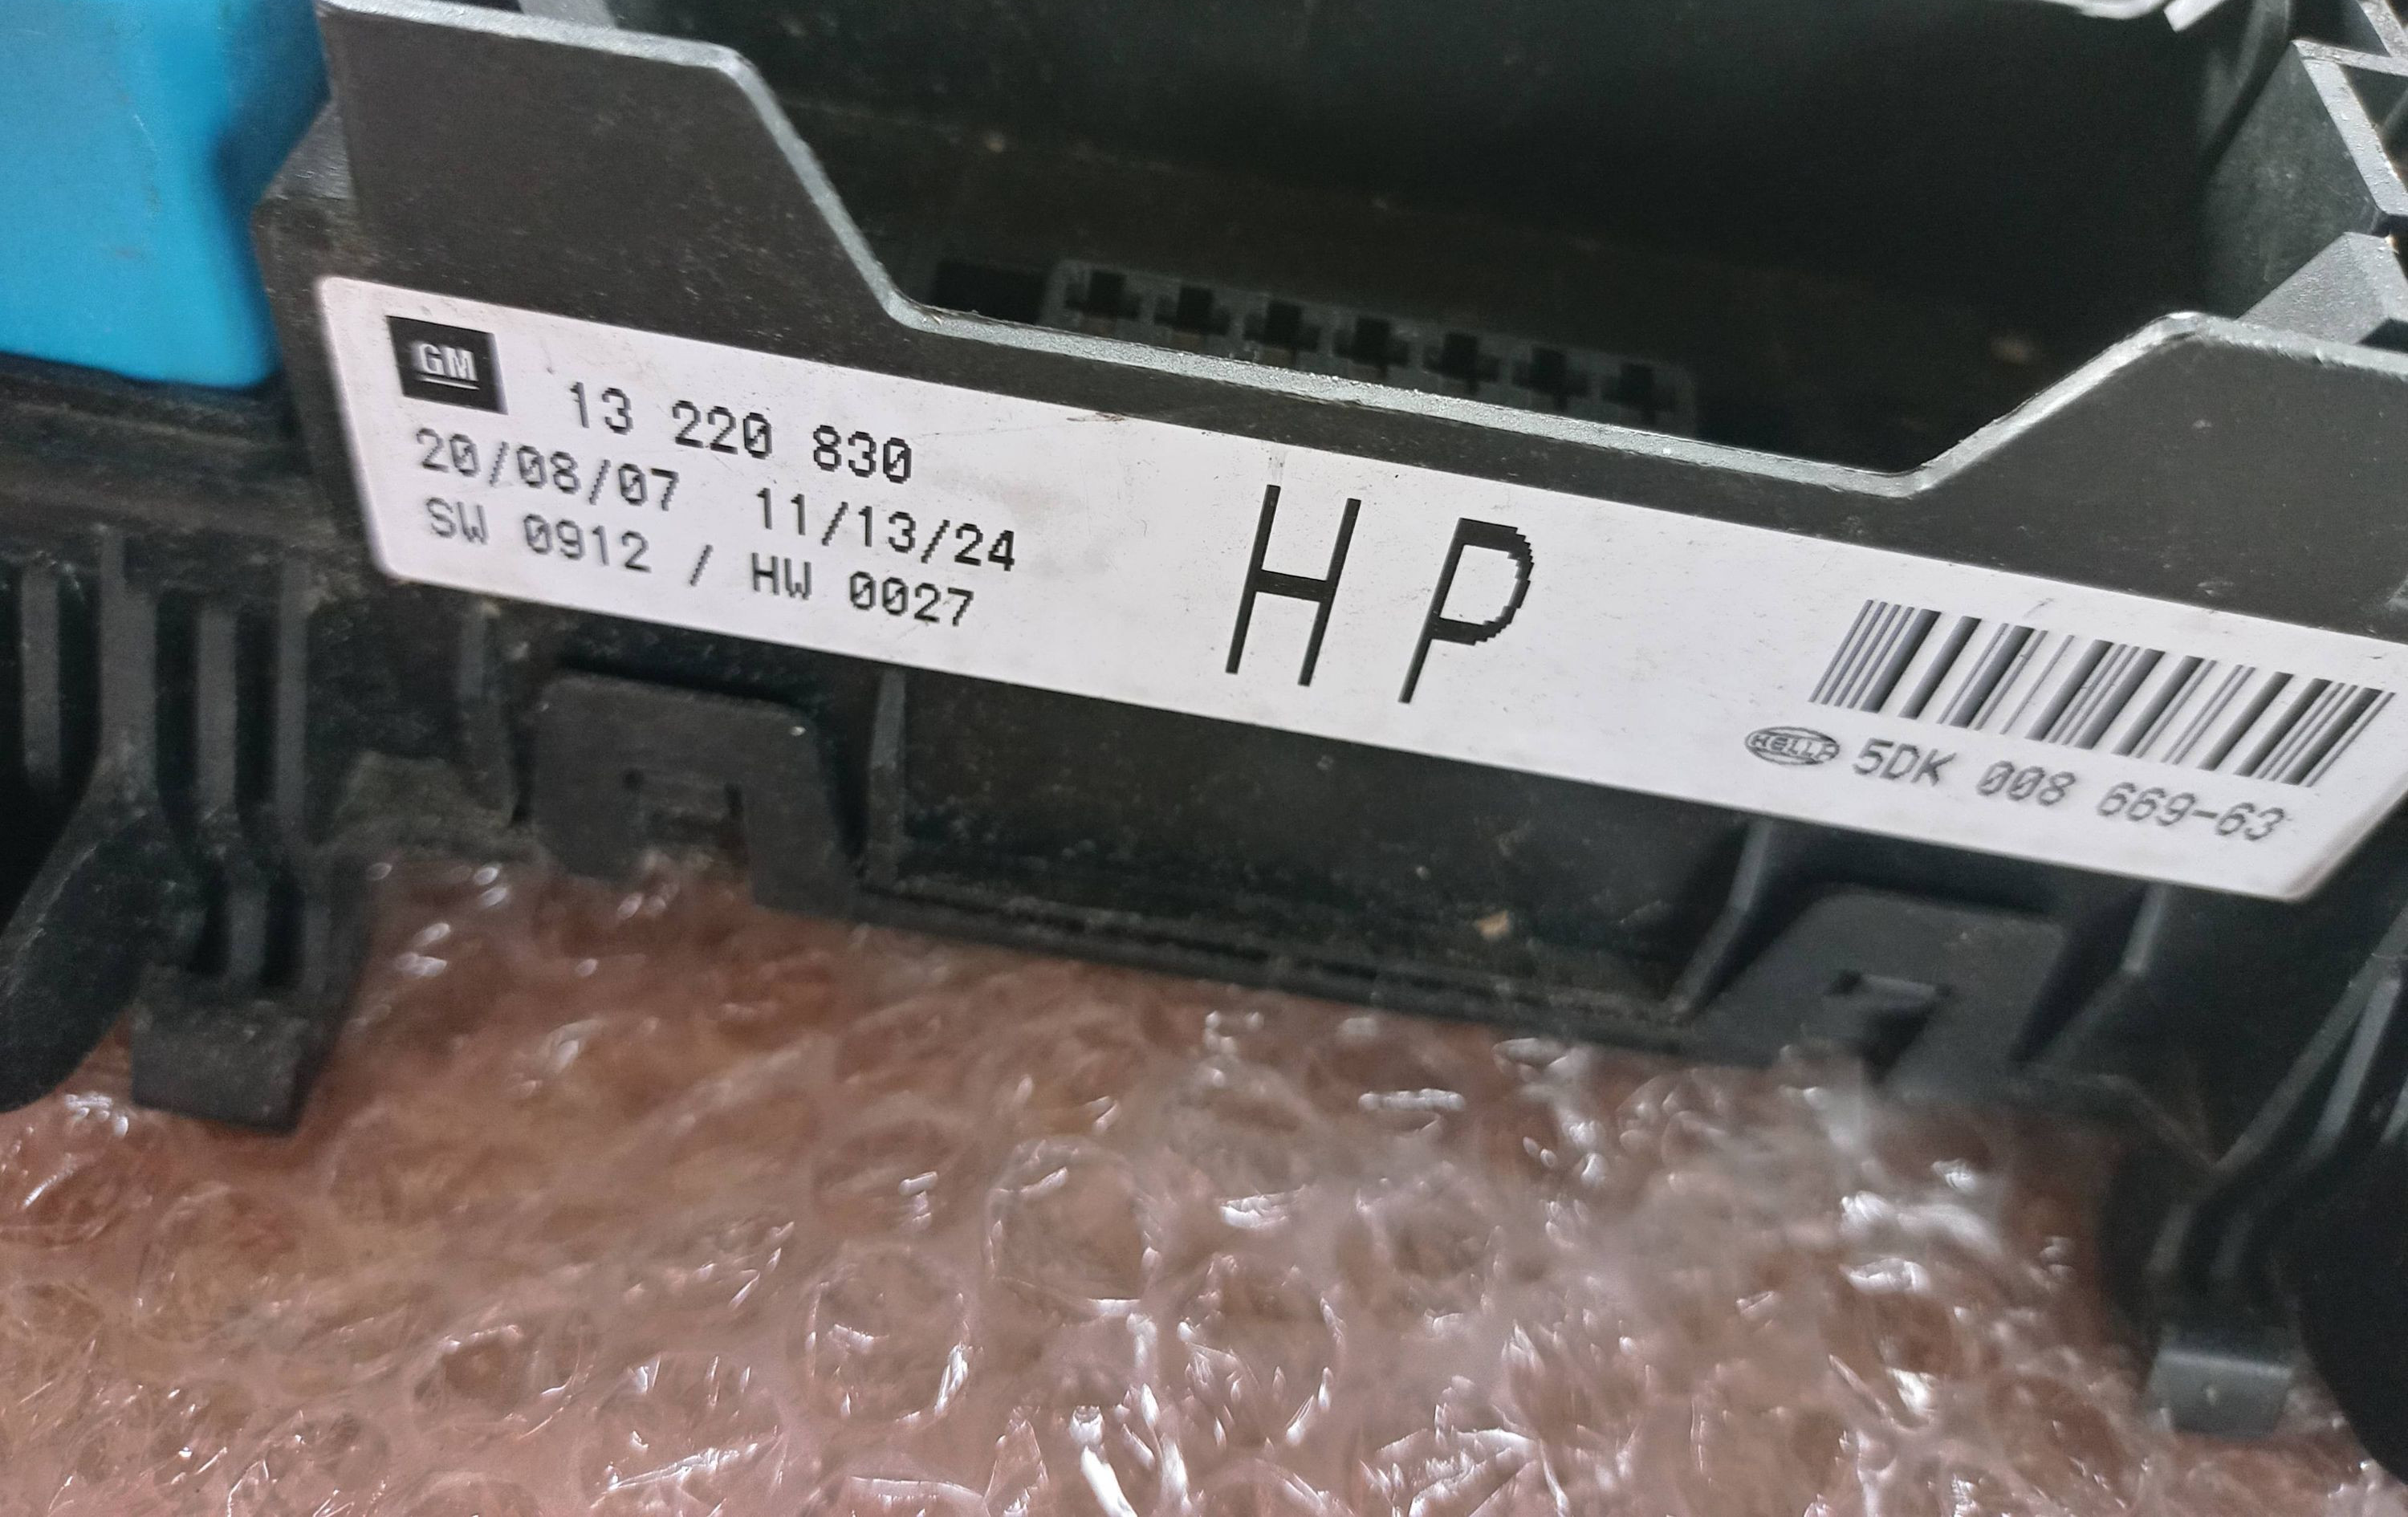 GM
13 220 830
20/08/07 11/13/24
SW 0912 / HW 0027
HP
HELLA 5DK 008 669-63